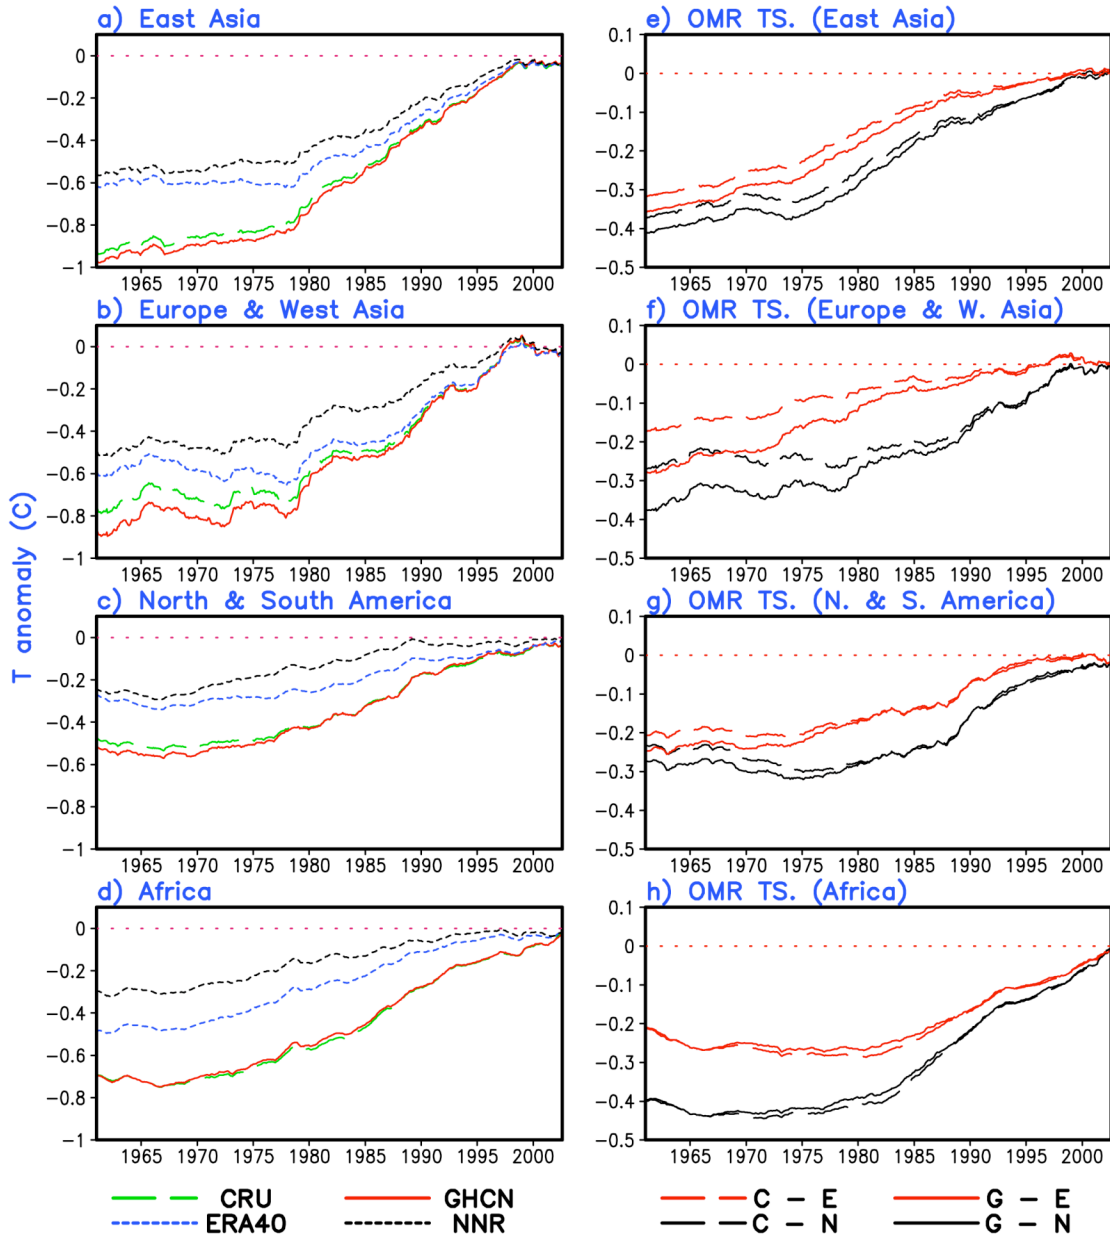 a) East Asia
0
−0.2
−0.4
−0.6
−0.8
−1
1965 1970 1975 1980 1985 1990 1995 2000
e) OMR TS. (East Asia)
0.1
0
−0.1
−0.2
−0.3
−0.4
−0.5
1965 1970 1975 1980 1985 1990 1995 2000
b) Europe & West Asia
0
−0.2
−0.4
−0.6
−0.8
−1
1965 1970 1975 1980 1985 1990 1995 2000
f) OMR TS. (Europe & W. Asia)
0.1
0
−0.1
−0.2
−0.3
−0.4
−0.5
1965 1970 1975 1980 1985 1990 1995 2000
T anomaly (C)
c) North & South America
0
−0.2
−0.4
−0.6
−0.8
−1
1965 1970 1975 1980 1985 1990 1995 2000
g) OMR TS. (N. & S. America)
0.1
0
−0.1
−0.2
−0.3
−0.4
−0.5
1965 1970 1975 1980 1985 1990 1995 2000
d) Africa
0
−0.2
−0.4
−0.6
−0.8
−1
1965 1970 1975 1980 1985 1990 1995 2000
h) OMR TS. (Africa)
0.1
0
−0.1
−0.2
−0.3
−0.4
−0.5
1965 1970 1975 1980 1985 1990 1995 2000
CRU GHCN
ERA40 NNR
C − E G − E
C − N G − N